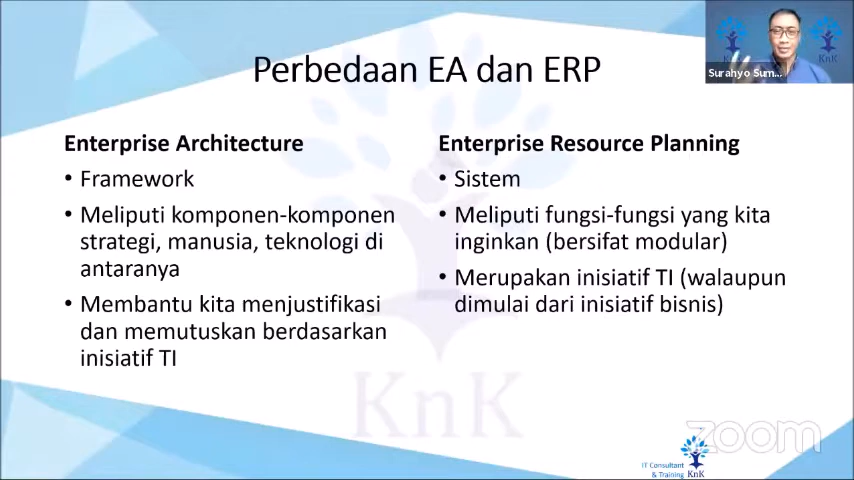 Perbedaan EA dan ERP
Enterprise Architecture
• Framework
• Meliputi komponen-komponen
strategi, manusia, teknologi di
antaranya
• Membantu kita menjustifikasi
dan memutuskan berdasarkan
inisiatif TI
Enterprise Resource Planning
• Sistem
• Meliputi fungsi-fungsi yang kita
inginkan (bersifat modular)
• Merupakan inisiatif TI (walaupun
dimulai dari inisiatif bisnis)
KnK
KnK
Surahyo Sum...
KnK
zoom
IT Consultant
& Training KnK